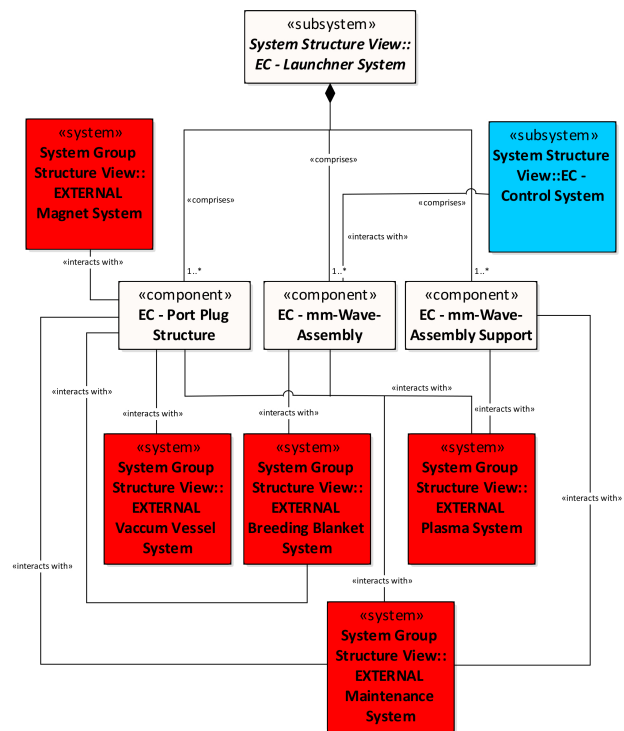 «subsystem»
System Structure View::
EC - Launchner System
«system»
System Group
Structure View::
EXTERNAL
Magnet System
«subsystem»
System Structure
View::EC -
Control System
«comprises»
«comprises»
«comprises»
«interacts with»
«interacts with»
1..*
1..*
1..*
«component»
EC - Port Plug
Structure
«component»
EC - mm-Wave-
Assembly
«component»
EC - mm-Wave-
Assembly Support
«interacts with»
«interacts with»
«interacts with»
«interacts with»
«interacts with»
«system»
System Group
Structure View::
EXTERNAL
Vaccum Vessel
System
«system»
System Group
Structure View::
EXTERNAL
Breeding Blanket
System
«system»
System Group
Structure View::
EXTERNAL
Plasma System
«interacts with»
«interacts with»
«interacts with»
«system»
System Group
Structure View::
EXTERNAL
Maintenance
System